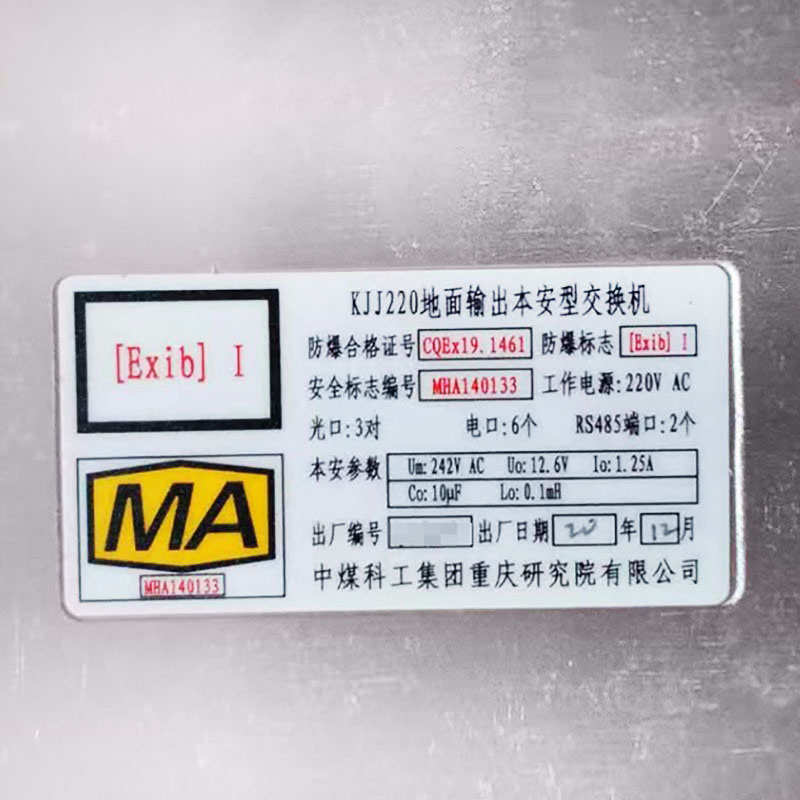 KJJ220地面输出本安型交换机
[Exib] I
防爆合格证号 CQEx19.1461 防爆标志 [Exib] I
安全标志编号 MHA140133 工作电源:220V AC
光口:3对 电口:6个 RS485端口:2个
本安参数 Um:242V AC Uo:12.6V Io:1.25A
Co:10μF Lo:0.1mH
MA
MHA140133
出厂编号 出厂日期 20 年 12 月
中煤科工集团重庆研究院有限公司